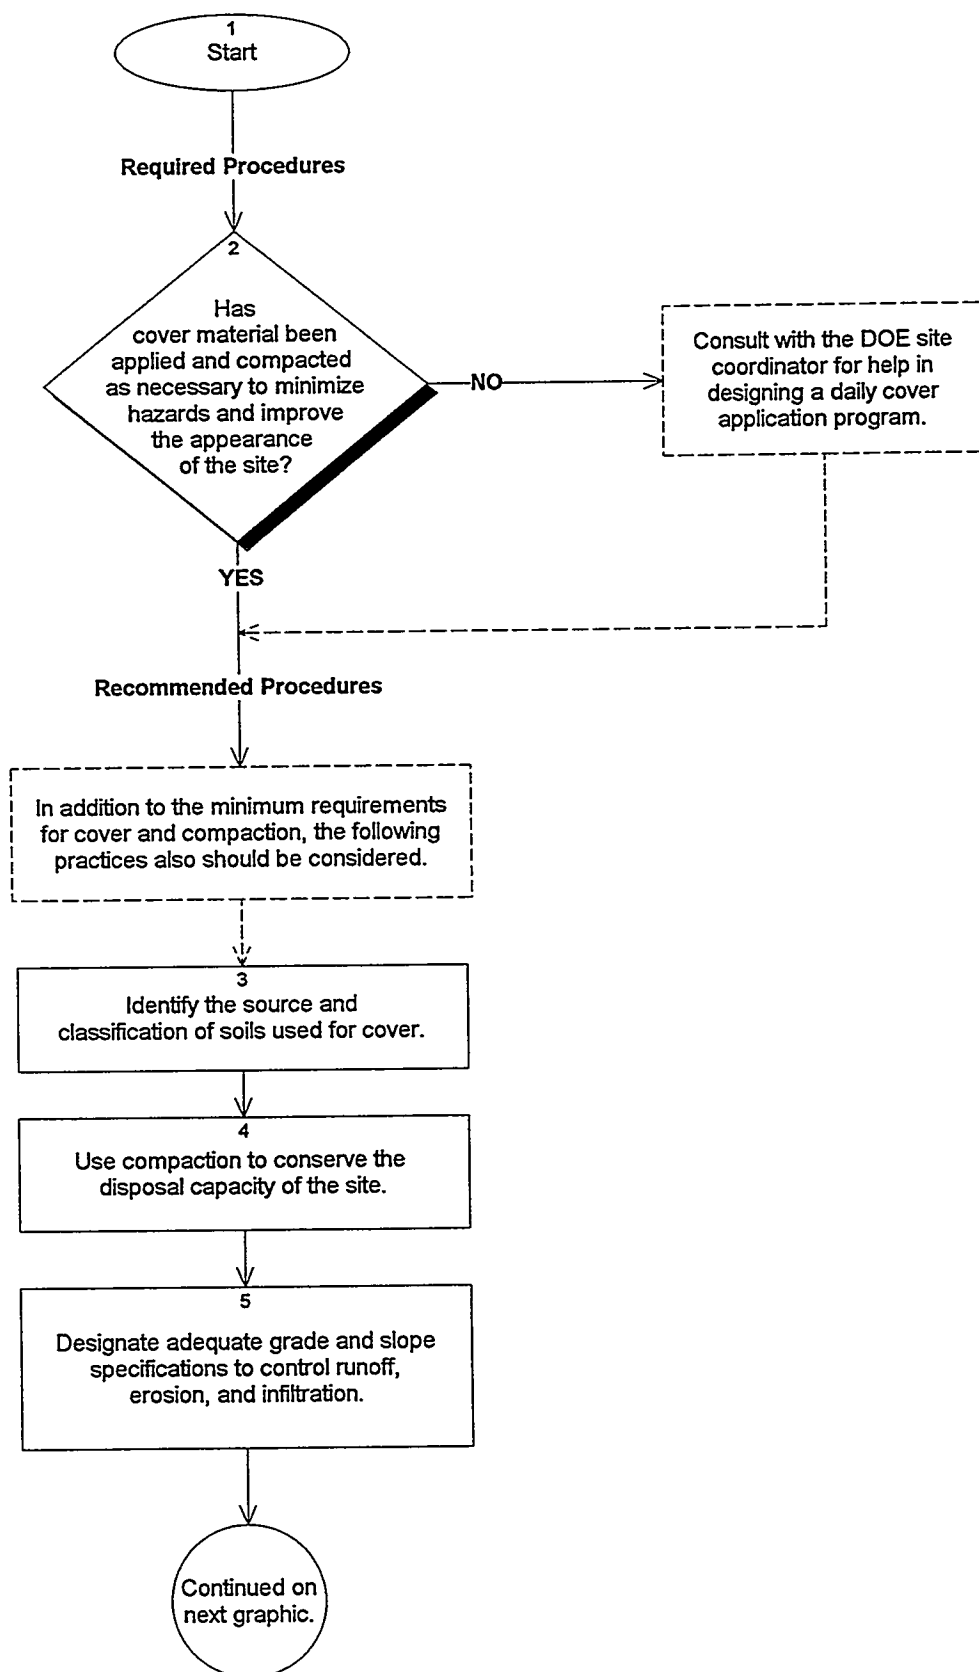 1
Start
Required Procedures
2
Has
cover material been
applied and compacted
as necessary to minimize
hazards and improve
the appearance
of the site?
NO
Consult with the DOE site
coordinator for help in
designing a daily cover
application program.
YES
Recommended Procedures
In addition to the minimum requirements
for cover and compaction, the following
practices also should be considered.
3
Identify the source and
classification of soils used for cover.
4
Use compaction to conserve the
disposal capacity of the site.
5
Designate adequate grade and slope
specifications to control runoff,
erosion, and infiltration.
Continued on
next graphic.